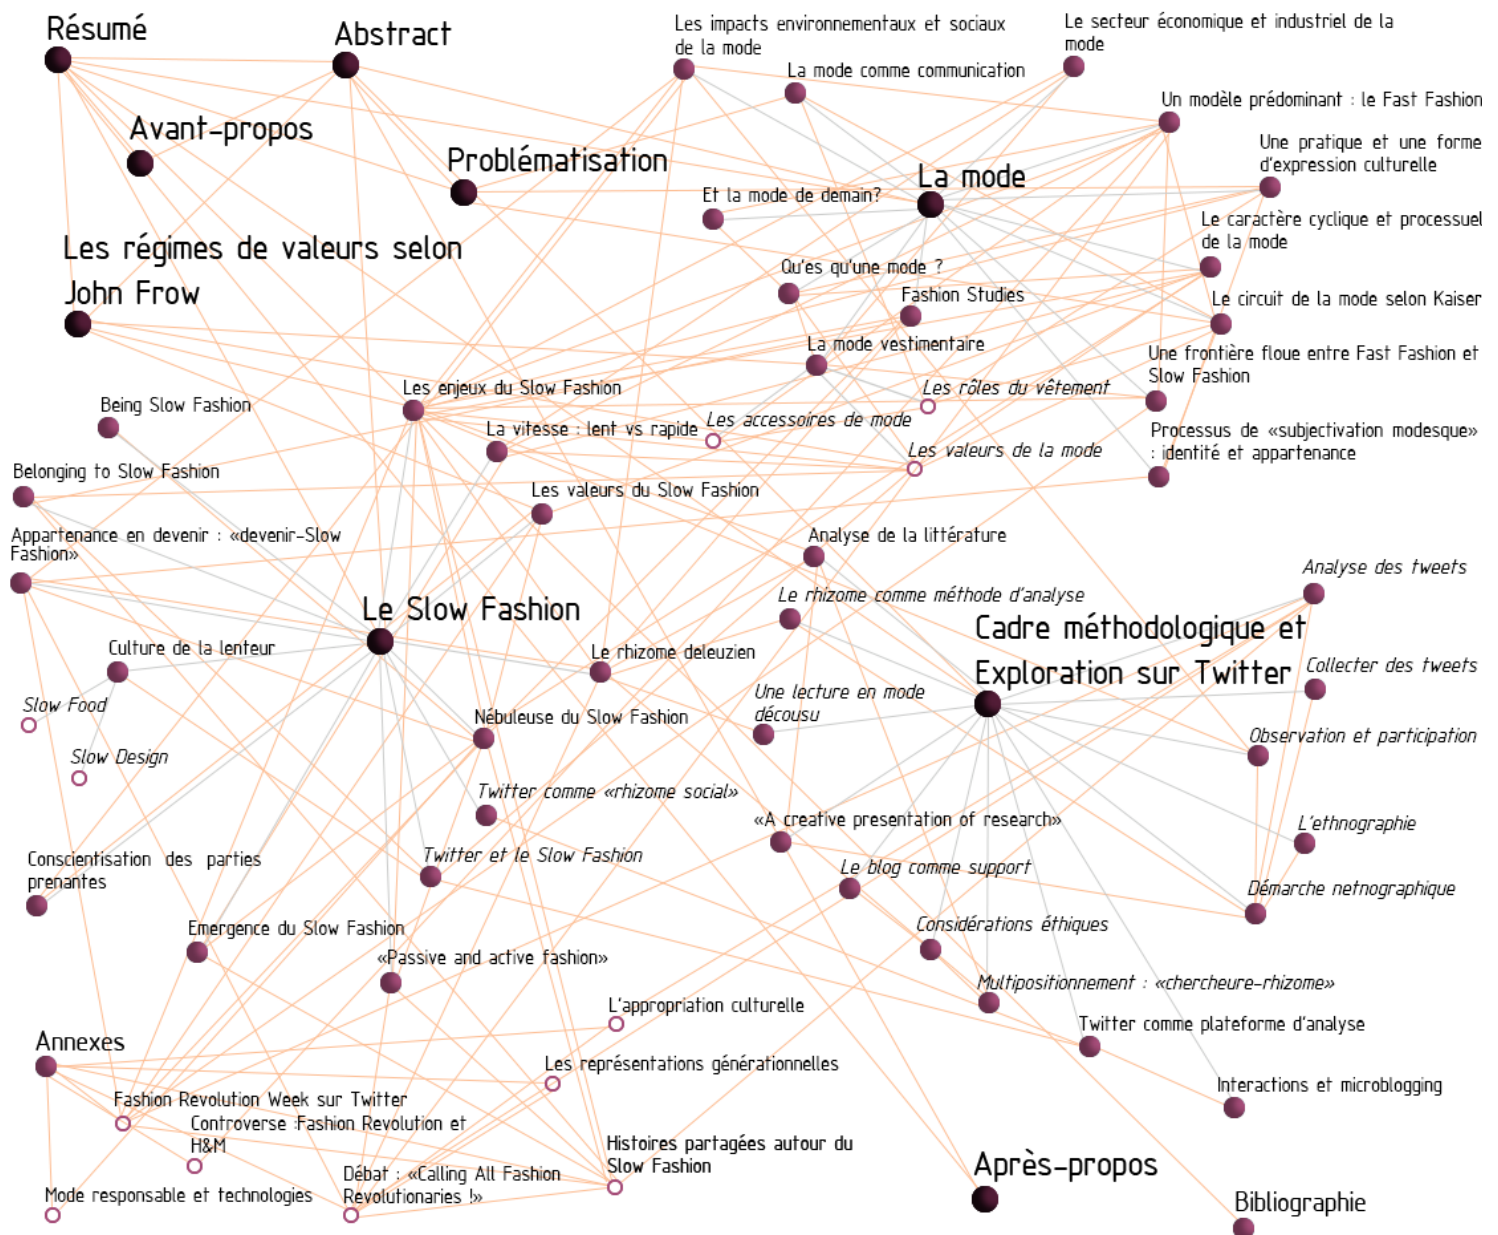 Résumé
Abstract
Les impacts environnementaux et sociaux
de la mode
Le secteur économique et industriel de la
mode
La mode comme communication
Un modèle prédominant : le Fast Fashion
Avant-propos
Problématisation
Une pratique et une forme
d'expression culturelle
La mode
Et la mode de demain?
Le caractère cyclique et processuel
de la mode
Les régimes de valeurs selon
John Frow
Qu'es qu'une mode ?
Fashion Studies
Le circuit de la mode selon Kaiser
La mode vestimentaire
Une frontière floue entre Fast Fashion et
Slow Fashion
Les enjeux du Slow Fashion
Les rôles du vêtement
Being Slow Fashion
Les accessoires de mode
La vitesse : lent vs rapide
Processus de «subjectivation modesque»
: identité et appartenance
Les valeurs de la mode
Belonging to Slow Fashion
Les valeurs du Slow Fashion
Appartenance en devenir : «devenir-Slow
Fashion»
Analyse de la littérature
Analyse des tweets
Le rhizome comme méthode d'analyse
Le Slow Fashion
Cadre méthodologique et
Exploration sur Twitter
Culture de la lenteur
Le rhizome deleuzien
Collecter des tweets
Une lecture en mode
décousu
Slow Food
Nébuleuse du Slow Fashion
Observation et participation
Slow Design
Twitter comme «rhizome social»
«A creative presentation of research»
L'ethnographie
Conscientisation des parties
prenantes
Twitter et le Slow Fashion
Le blog comme support
Démarche netnographique
Emergence du Slow Fashion
Considérations éthiques
«Passive and active fashion»
Multipositionnement : «chercheure-rhizome»
L'appropriation culturelle
Twitter comme plateforme d'analyse
Annexes
Les représentations générationnelles
Interactions et microblogging
Fashion Revolution Week sur Twitter
Controverse :Fashion Revolution et
H&M
Histoires partagées autour du
Slow Fashion
Après-propos
Débat : «Calling All Fashion
Revolutionaries !»
Mode responsable et technologies
Bibliographie